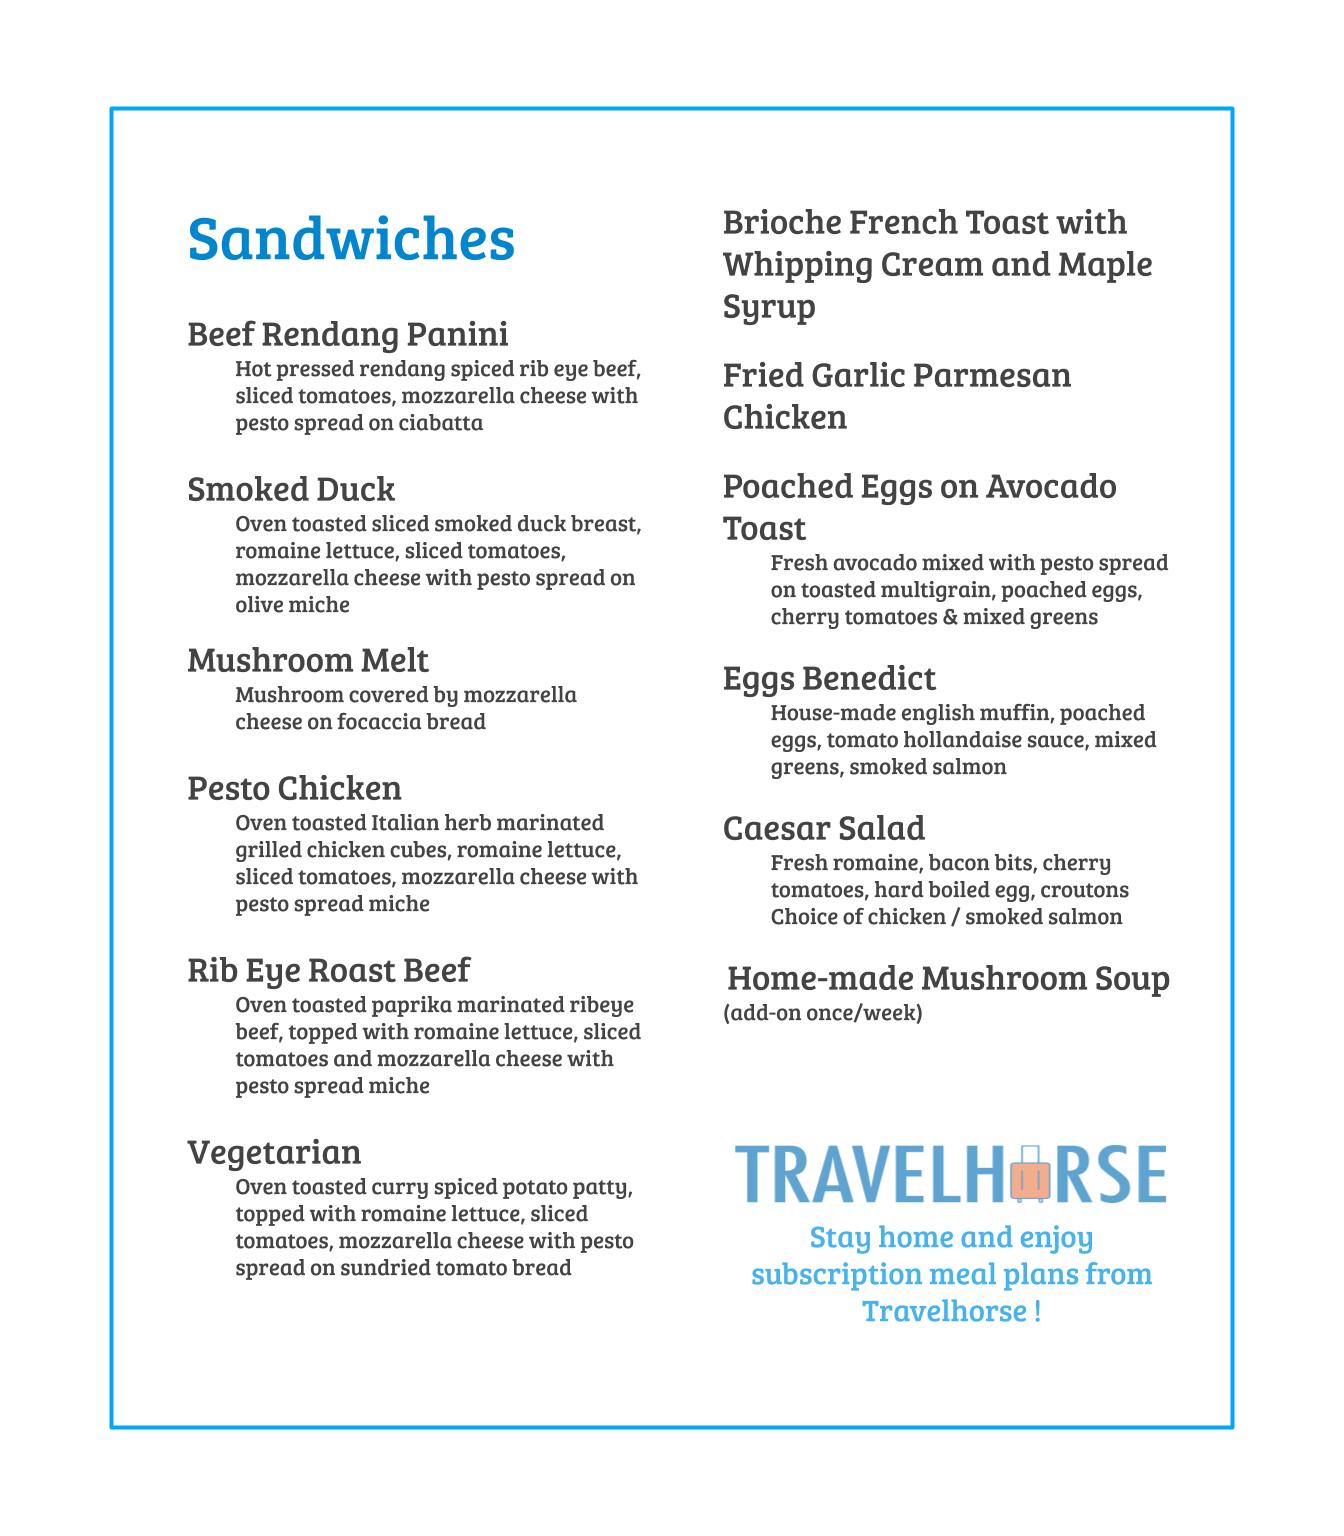 Sandwiches
Beef Rendang Panini
Hot pressed rendang spiced rib eye beef,
sliced tomatoes, mozzarella cheese with
pesto spread on ciabatta
Smoked Duck
Oven toasted sliced smoked duck breast,
romaine lettuce, sliced tomatoes,
mozzarella cheese with pesto spread on
olive miche
Mushroom Melt
Mushroom covered by mozzarella
cheese on focaccia bread
Pesto Chicken
Oven toasted Italian herb marinated
grilled chicken cubes, romaine lettuce,
sliced tomatoes, mozzarella cheese with
pesto spread miche
Rib Eye Roast Beef
Oven toasted paprika marinated ribeye
beef, topped with romaine lettuce, sliced
tomatoes and mozzarella cheese with
pesto spread miche
Vegetarian
Oven toasted curry spiced potato patty,
topped with romaine lettuce, sliced
tomatoes, mozzarella cheese with pesto
spread on sundried tomato bread
Brioche French Toast with
Whipping Cream and Maple
Syrup
Fried Garlic Parmesan
Chicken
Poached Eggs on Avocado
Toast
Fresh avocado mixed with pesto spread
on toasted multigrain, poached eggs,
cherry tomatoes & mixed greens
Eggs Benedict
House-made english muffin, poached
eggs, tomato hollandaise sauce, mixed
greens, smoked salmon
Caesar Salad
Fresh romaine, bacon bits, cherry
tomatoes, hard boiled egg, croutons
Choice of chicken / smoked salmon
Home-made Mushroom Soup
(add-on once/week)
TRAVELHORSE
Stay home and enjoy
subscription meal plans from
Travelhorse !